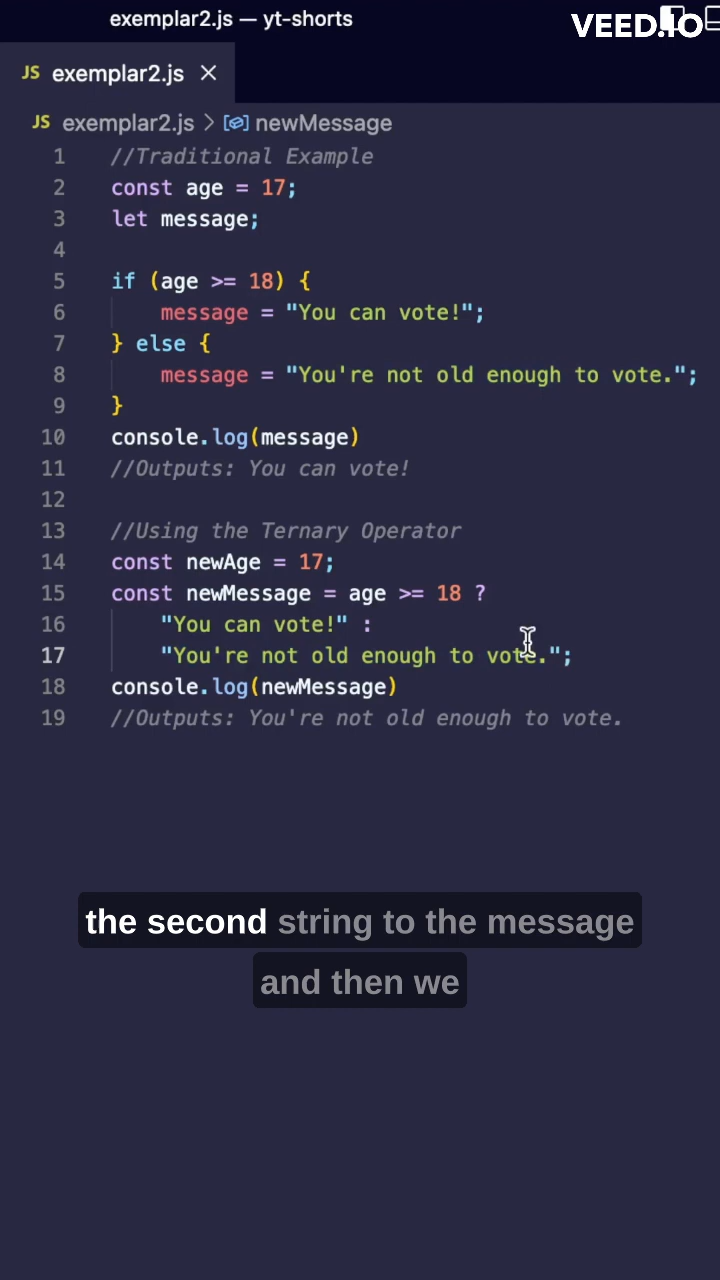 exemplar2.js — yt-shorts
VEED.IO
JS exemplar2.js ×
JS exemplar2.js > newMessage
1 //Traditional Example
2 const age = 17;
3 let message;
4
5 if (age >= 18) {
6 message = "You can vote!";
7 } else {
8 message = "You're not old enough to vote.";
9 }
10 console.log(message)
11 //Outputs: You can vote!
12
13 //Using the Ternary Operator
14 const newAge = 17;
15 const newMessage = age >= 18 ?
16 "You can vote!" :
17 "You're not old enough to vote.";
18 console.log(newMessage)
19 //Outputs: You're not old enough to vote.
the second string to the message
and then we